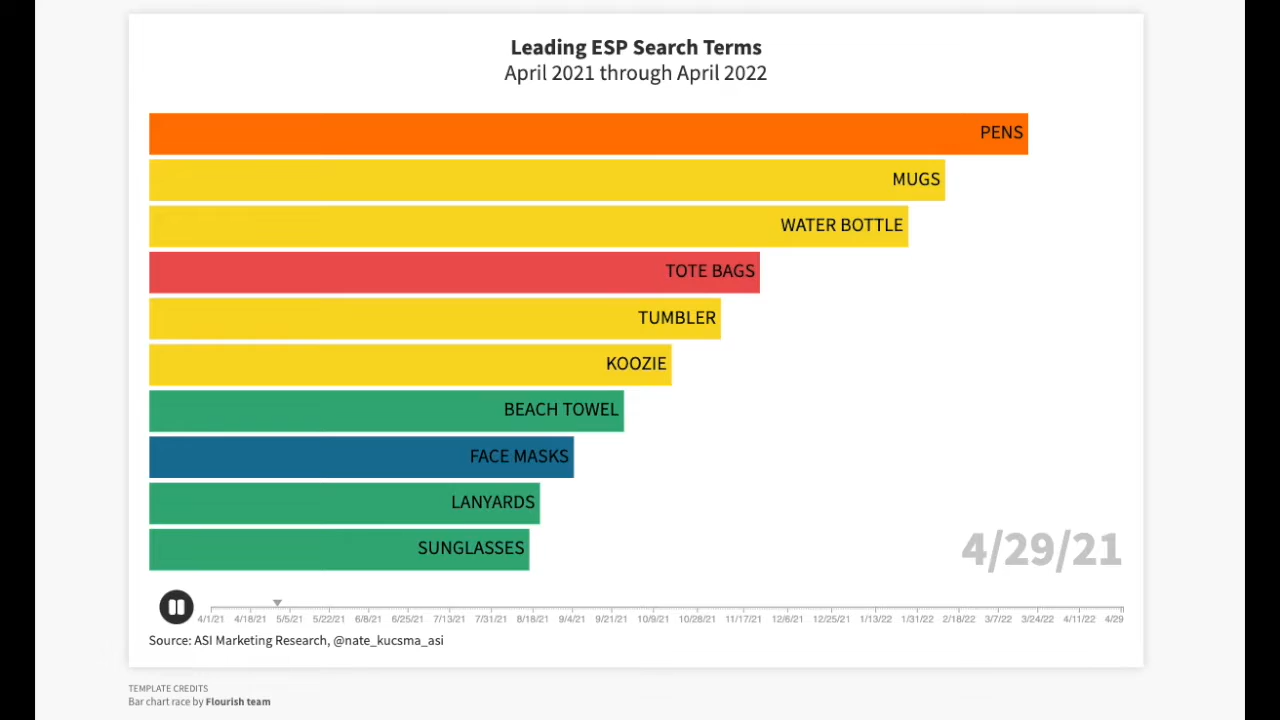 Leading ESP Search Terms
April 2021 through April 2022
PENS
MUGS
WATER BOTTLE
TOTE BAGS
TUMBLER
KOOZIE
BEACH TOWEL
FACE MASKS
LANYARDS
SUNGLASSES
4/29/21
4/1/21 4/18/21 5/5/21 5/22/21 6/8/21 6/25/21 7/13/21 7/31/21 8/18/21 9/4/21 9/21/21 10/9/21 10/28/21 11/17/21 12/6/21 12/25/21 1/13/22 1/31/22 2/18/22 3/7/22 3/24/22 4/11/22 4/29
Source: ASI Marketing Research, @nate_kucsma_asi
TEMPLATE CREDITS
Bar chart race by Flourish team